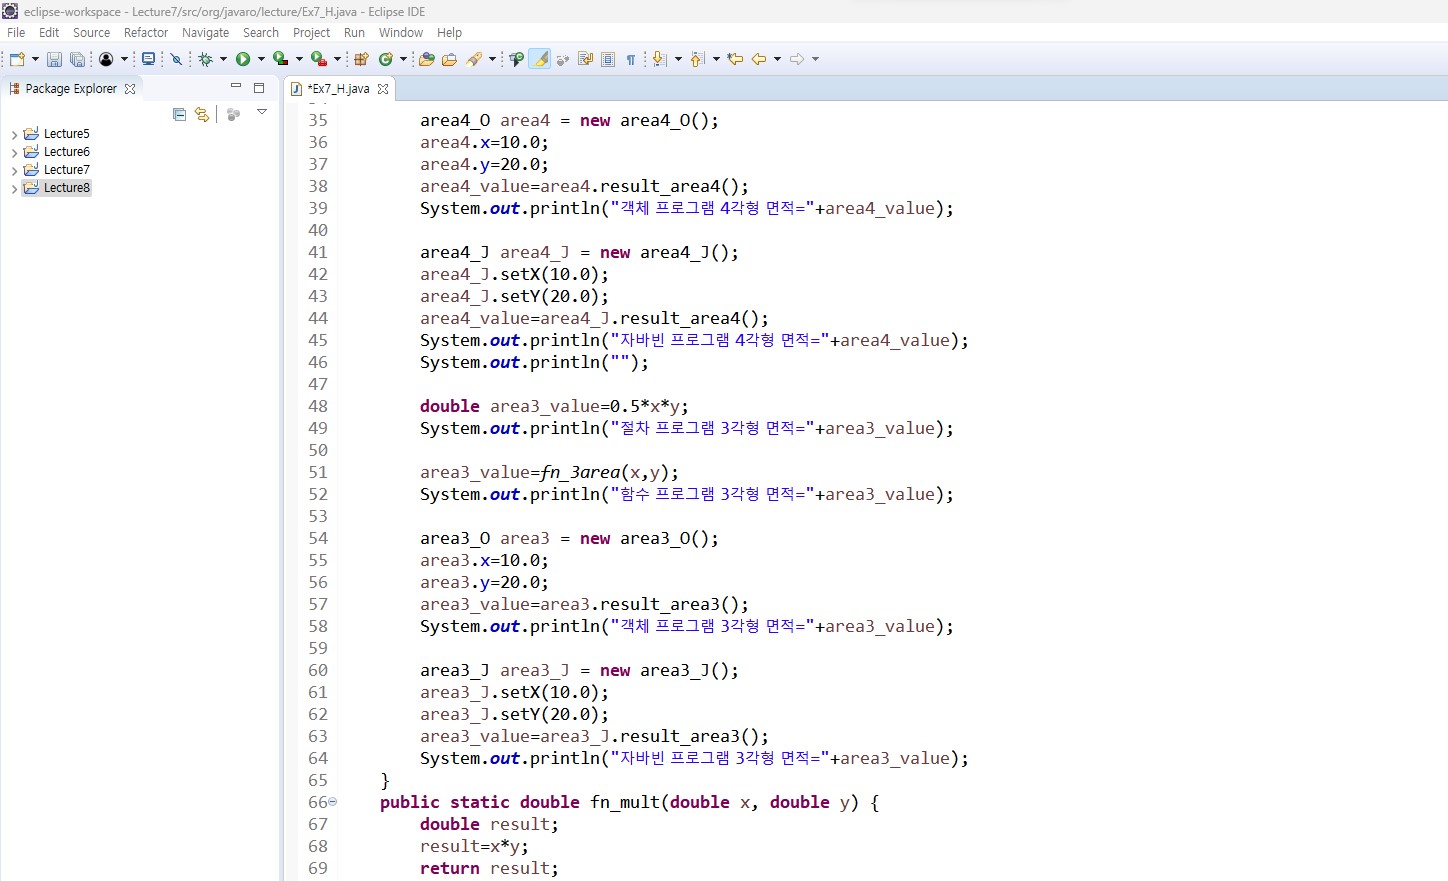 eclipse-workspace - Lecture7/src/org/javaro/lecture/Ex7_H.java - Eclipse IDE
File Edit Source Refactor Navigate Search Project Run Window Help
Package Explorer
*Ex7_H.java
Lecture5
Lecture6
Lecture7
Lecture8
35 area4_O area4 = new area4_O();
36 area4.x=10.0;
37 area4.y=20.0;
38 area4_value=area4.result_area4();
39 System.out.println("객체 프로그램 4각형 면적="+area4_value);
40
41 area4_J area4_J = new area4_J();
42 area4_J.setX(10.0);
43 area4_J.setY(20.0);
44 area4_value=area4_J.result_area4();
45 System.out.println("자바빈 프로그램 4각형 면적="+area4_value);
46 System.out.println("");
47
48 double area3_value=0.5*x*y;
49 System.out.println("절차 프로그램 3각형 면적="+area3_value);
50
51 area3_value=fn_3area(x,y);
52 System.out.println("함수 프로그램 3각형 면적="+area3_value);
53
54 area3_O area3 = new area3_O();
55 area3.x=10.0;
56 area3.y=20.0;
57 area3_value=area3.result_area3();
58 System.out.println("객체 프로그램 3각형 면적="+area3_value);
59
60 area3_J area3_J = new area3_J();
61 area3_J.setX(10.0);
62 area3_J.setY(20.0);
63 area3_value=area3_J.result_area3();
64 System.out.println("자바빈 프로그램 3각형 면적="+area3_value);
65 }
66 public static double fn_mult(double x, double y) {
67 double result;
68 result=x*y;
69 return result;